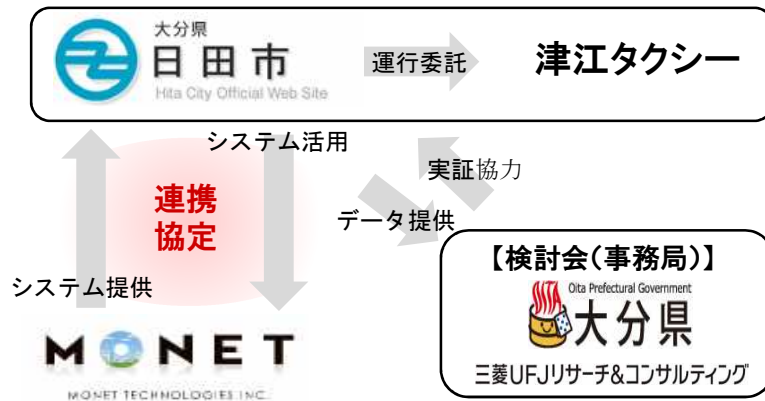 大分県
日田市
Hita City Official Web Site
運行委託
津江タクシー
システム活用
実証協力
連携
協定
データ提供
システム提供
【検討会(事務局)】
Oita Prefectural Government
大分県
三菱UFJリサーチ&コンサルティング
MONET
MONET TECHNOLOGIES INC.